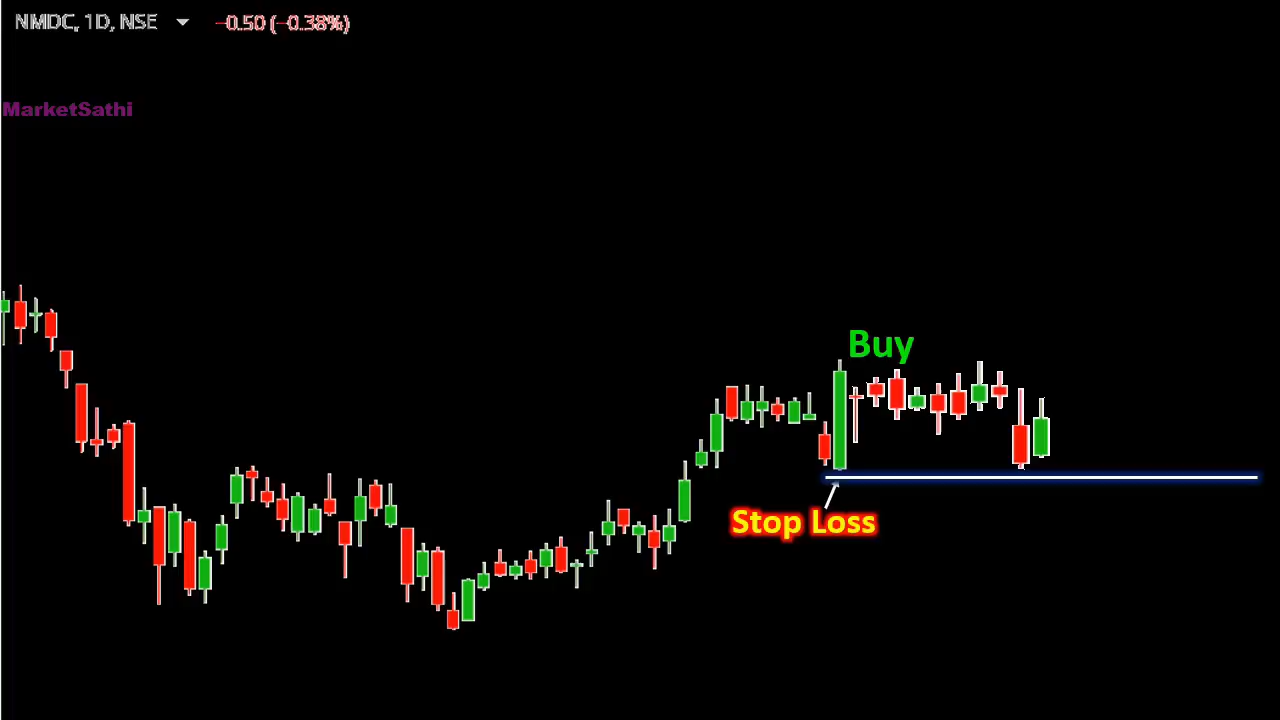 NMDC, 1D, NSE
−0.50 (−0.38%)
MarketSathi
Buy
Stop Loss